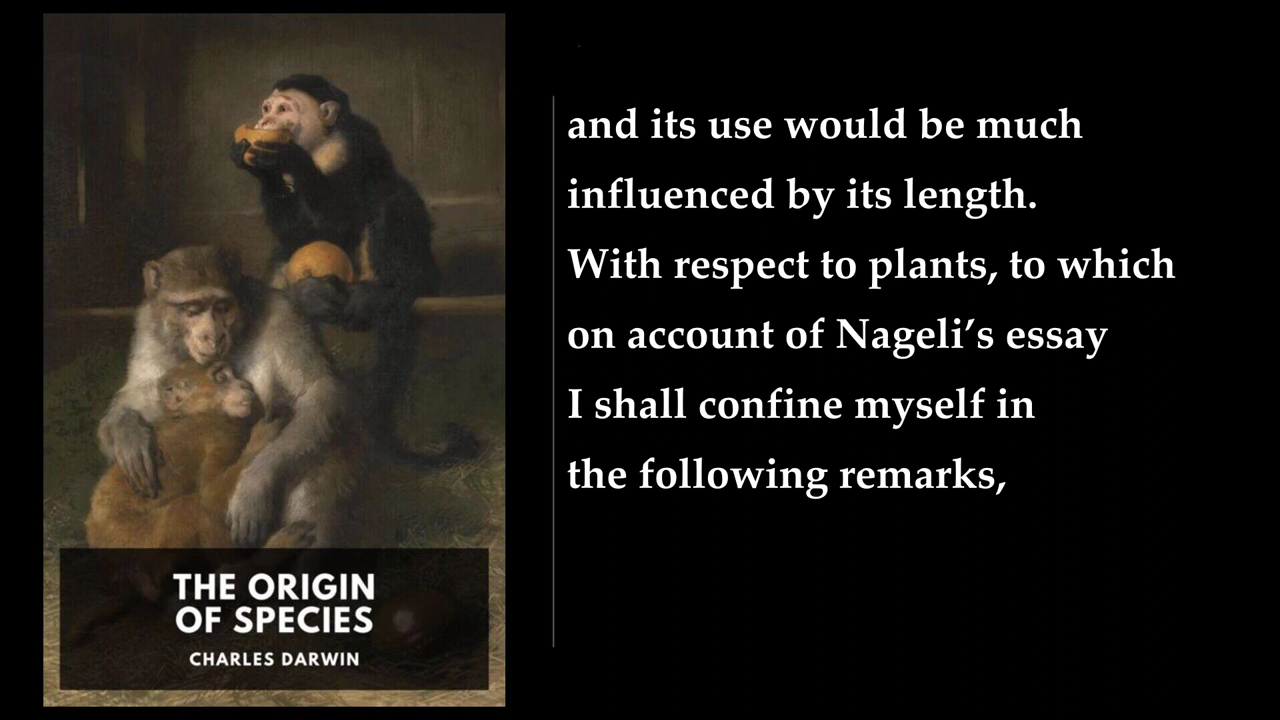 THE ORIGIN
OF SPECIES
CHARLES DARWIN
and its use would be much
influenced by its length.
With respect to plants, to which
on account of Nageli’s essay
I shall confine myself in
the following remarks,